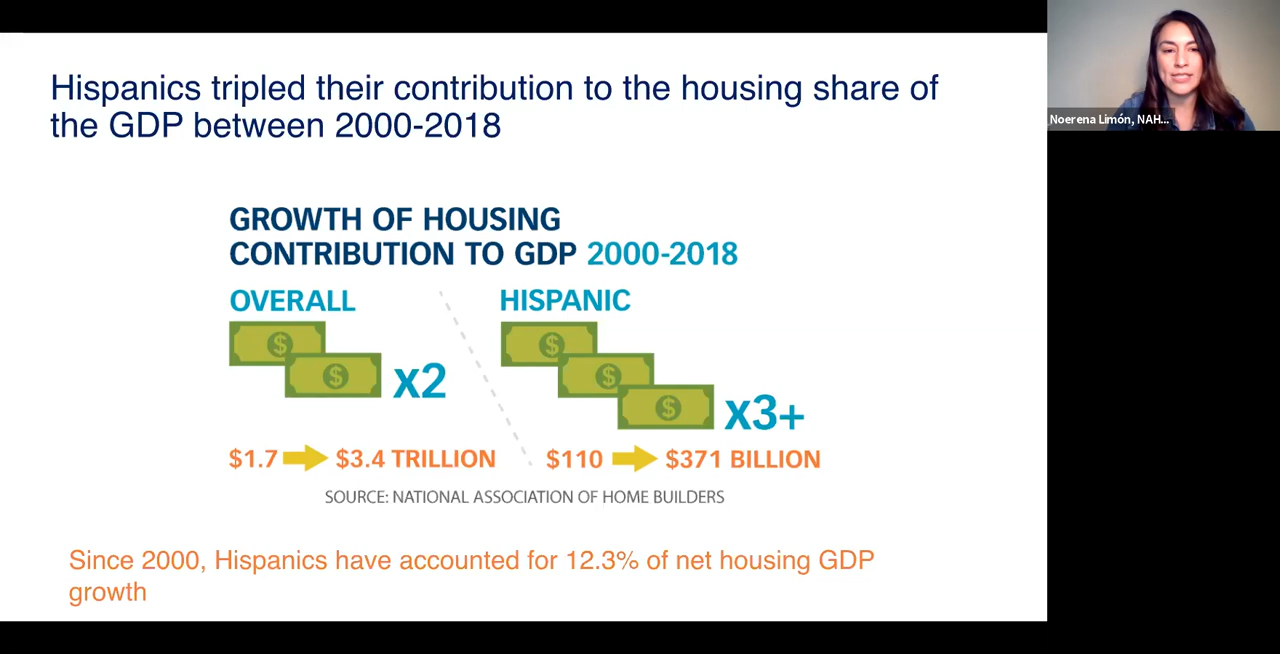 Hispanics tripled their contribution to the housing share of
the GDP between 2000-2018
GROWTH OF HOUSING
CONTRIBUTION TO GDP 2000-2018
OVERALL
HISPANIC
$
$
x2
$
$
$
x3+
$1.7 $3.4 TRILLION
$110 $371 BILLION
SOURCE: NATIONAL ASSOCIATION OF HOME BUILDERS
Since 2000, Hispanics have accounted for 12.3% of net housing GDP
growth
Noerena Limón, NAH...